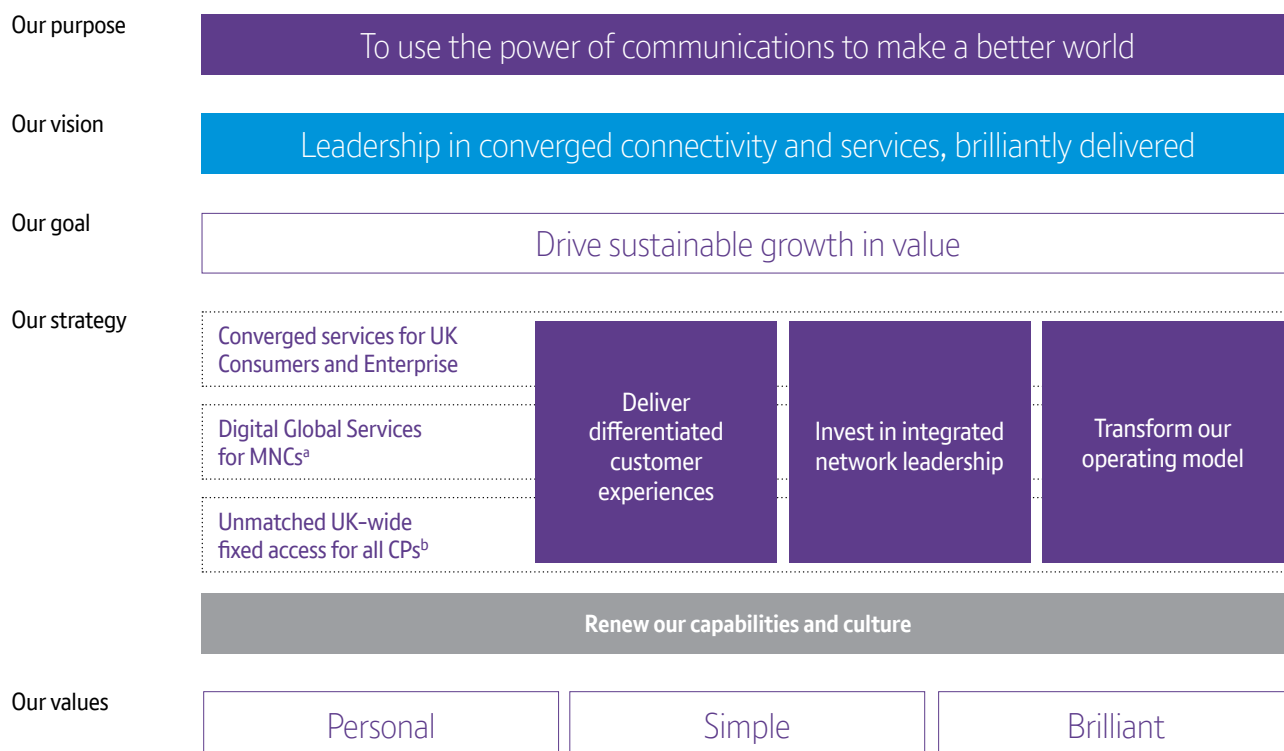 Our purpose
To use the power of communications to make a better world
Our vision
Leadership in converged connectivity and services, brilliantly delivered
Our goal
Drive sustainable growth in value
Our strategy
Converged services for UK
Consumers and Enterprise
Digital Global Services
for MNCsᵃ
Unmatched UK-wide
fixed access for all CPsᵇ
Deliver
differentiated
customer
experiences
Invest in integrated
network leadership
Transform our
operating model
Renew our capabilities and culture
Our values
Personal
Simple
Brilliant